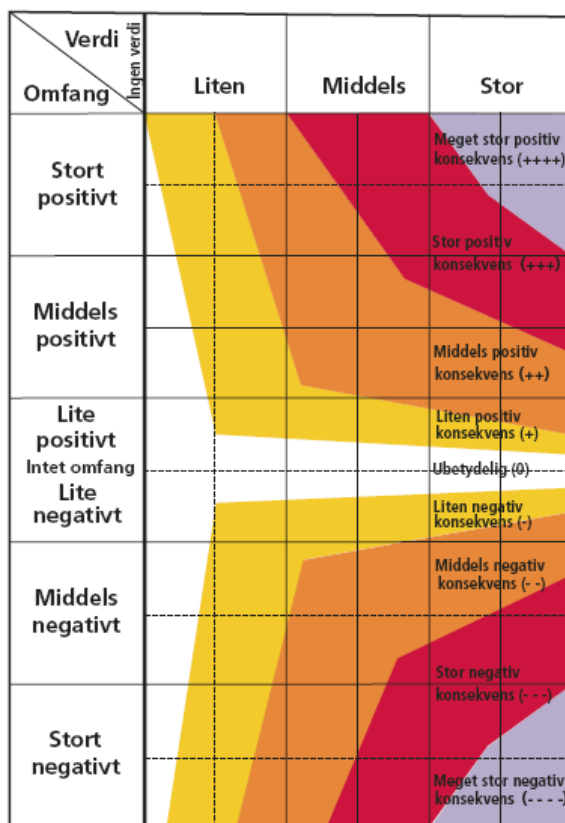 Verdi
Ingen verdi
Omfang
Liten
Middels
Stor
Stort
positivt
Meget stor positiv
konsekvens (++++)
Stor positiv
konsekvens (+++)
Middels
positivt
Middels positiv
konsekvens (++)
Lite
positivt
Liten positiv
konsekvens (+)
Intet omfang
Ubetydelig (0)
Lite
negativt
Liten negativ
konsekvens (-)
Middels
negativt
Middels negativ
konsekvens (- -)
Stor negativ
konsekvens (- - -)
Stort
negativt
Meget stor negativ
konsekvens (- - - -)